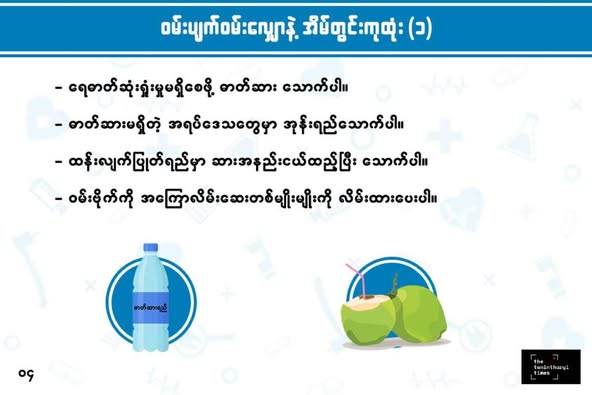 ဝမ်းပျက်ဝမ်းလျှောနဲ့ အိမ်တွင်းကုထုံး (၁)
– ရေဓာတ်ဆုံးရှုံးမှုမရှိစေဖို့ ဓာတ်ဆား သောက်ပါ။
– ဓာတ်ဆားမရှိတဲ့ အရပ်ဒေသတွေမှာ အုန်းရည်သောက်ပါ။
– ထန်းလျက်ပြုတ်ရည်မှာ ဆားအနည်းငယ်ထည့်ပြီး သောက်ပါ။
– ဝမ်းဗိုက်ကို အကြောလိမ်းဆေးတစ်မျိုးမျိုးကို လိမ်းထားပေးပါ။
ဓာတ်ဆားရည်
၀၄
the
tanintharyi
times